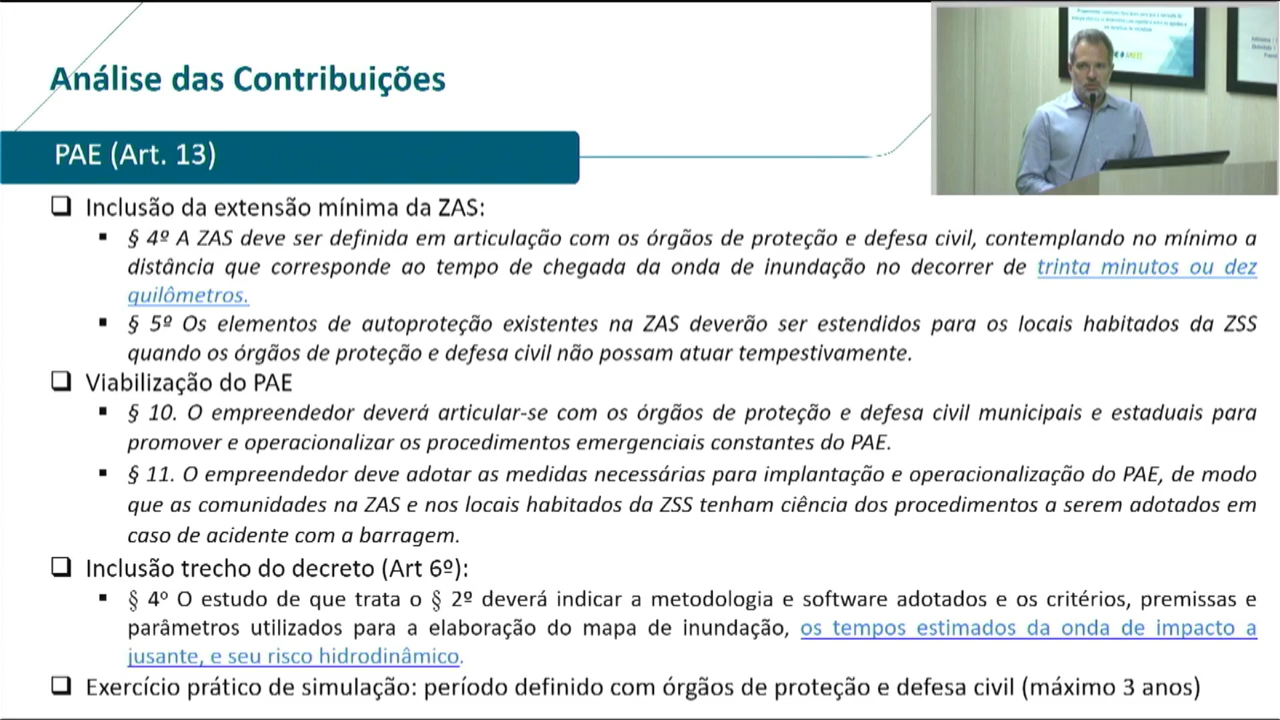 Análise das Contribuições
PAE (Art. 13)
❑ Inclusão da extensão mínima da ZAS:
▪ § 4º A ZAS deve ser definida em articulação com os órgãos de proteção e defesa civil, contemplando no mínimo a
distância que corresponde ao tempo de chegada da onda de inundação no decorrer de trinta minutos ou dez
quilômetros.
▪ § 5º Os elementos de autoproteção existentes na ZAS deverão ser estendidos para os locais habitados da ZSS
quando os órgãos de proteção e defesa civil não possam atuar tempestivamente.
❑ Viabilização do PAE
▪ § 10. O empreendedor deverá articular-se com os órgãos de proteção e defesa civil municipais e estaduais para
promover e operacionalizar os procedimentos emergenciais constantes do PAE.
▪ § 11. O empreendedor deve adotar as medidas necessárias para implantação e operacionalização do PAE, de modo
que as comunidades na ZAS e nos locais habitados da ZSS tenham ciência dos procedimentos a serem adotados em
caso de acidente com a barragem.
❑ Inclusão trecho do decreto (Art 6º):
▪ § 4º O estudo de que trata o § 2º deverá indicar a metodologia e software adotados e os critérios, premissas e
parâmetros utilizados para a elaboração do mapa de inundação, os tempos estimados da onda de impacto a
jusante, e seu risco hidrodinâmico.
❑ Exercício prático de simulação: período definido com órgãos de proteção e defesa civil (máximo 3 anos)